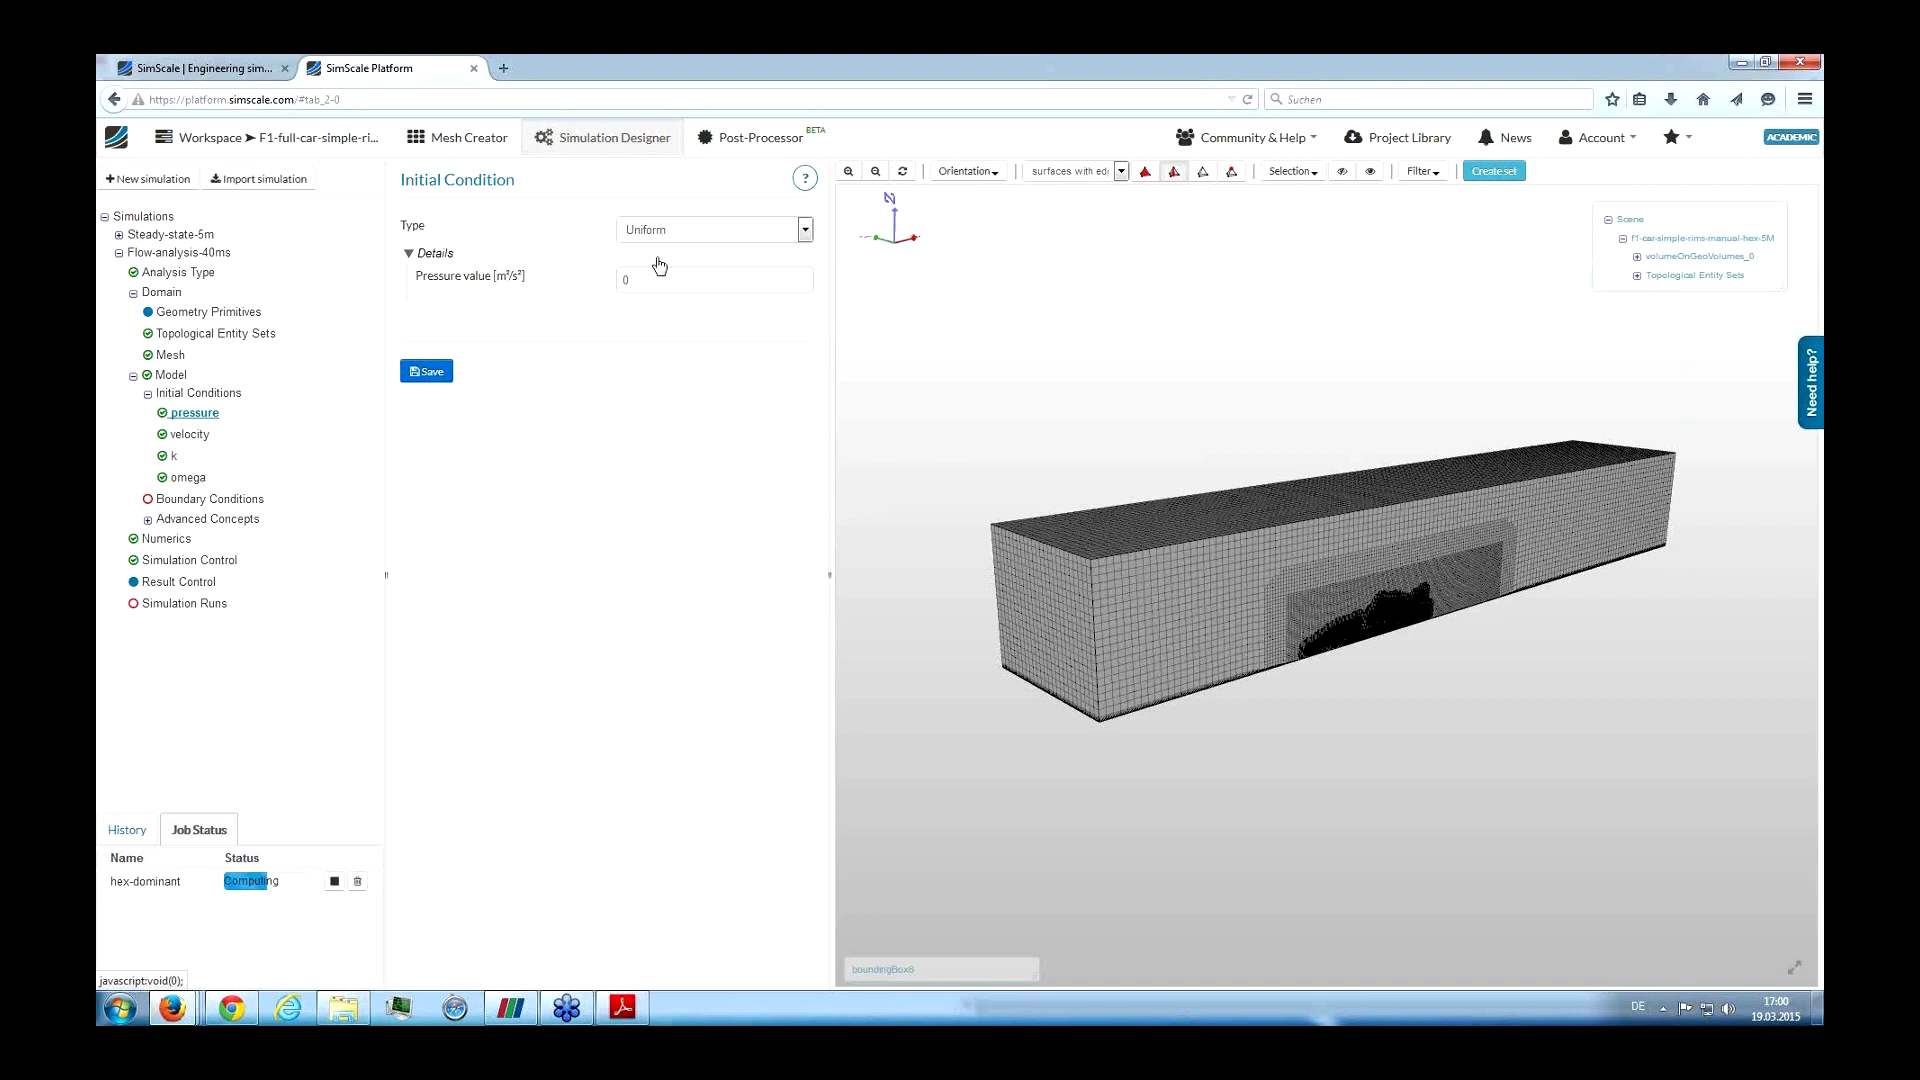 SimScale | Engineering sim...
SimScale Platform
https://platform.simscale.com/#tab_2-0
Suchen
Workspace ➤ F1-full-car-simple-ri...
Mesh Creator
Simulation Designer
Post-Processor BETA
Community & Help
Project Library
News
Account
ACADEMIC
New simulation
Import simulation
Simulations
Steady-state-5m
Flow-analysis-40ms
Analysis Type
Domain
Geometry Primitives
Topological Entity Sets
Mesh
Model
Initial Conditions
pressure
velocity
k
omega
Boundary Conditions
Advanced Concepts
Numerics
Simulation Control
Result Control
Simulation Runs
History
Job Status
Name Status
hex-dominant Computing
javascript:void(0);
Initial Condition
?
Type Uniform
Details
Pressure value [m²/s²] 0
Save
Orientation
surfaces with ed
Selection
Filter
Create set
Z
Scene
f1-car-simple-rims-manual-hex-5M
volumeOnGeoVolumes_0
Topological Entity Sets
Need help?
boundingBox6
DE
17:00
19.03.2015